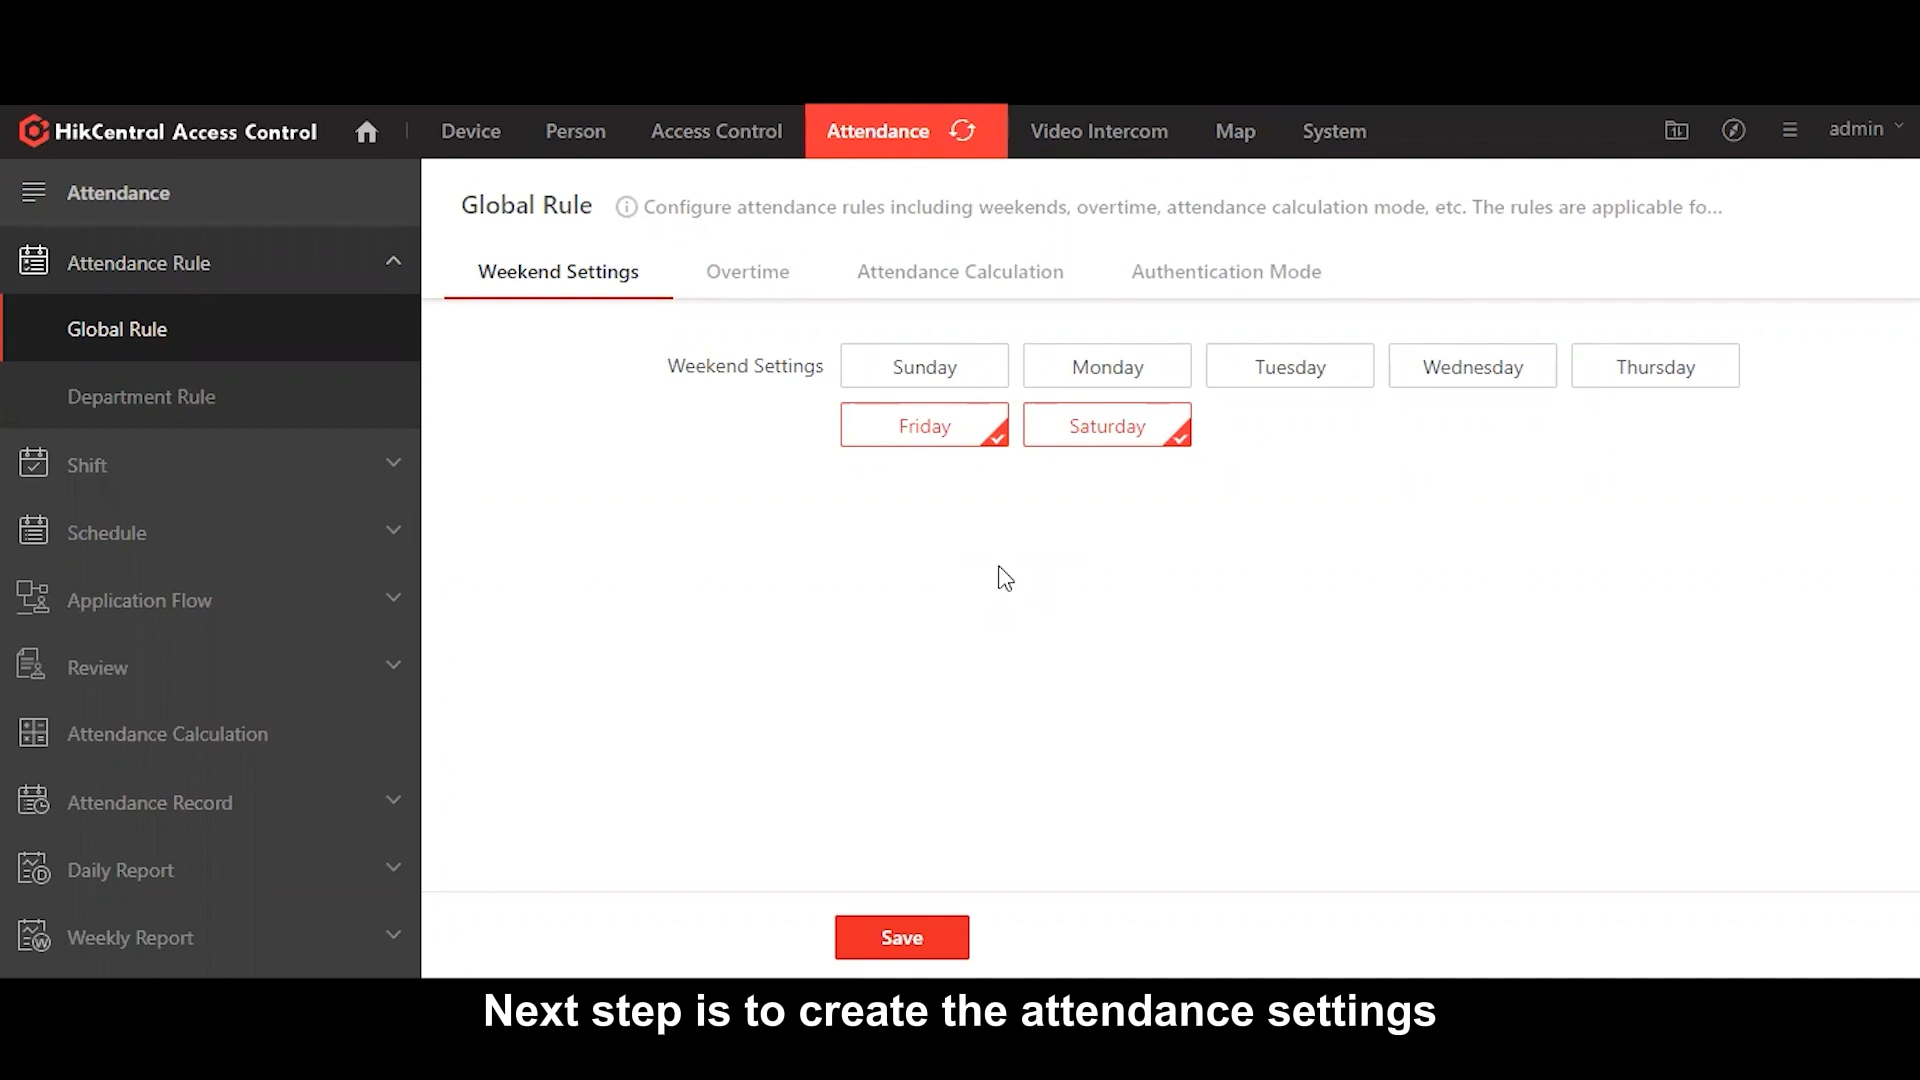 HikCentral Access Control
Device
Person
Access Control
Attendance
Video Intercom
Map
System
admin
Attendance
Attendance Rule
Global Rule
Department Rule
Shift
Schedule
Application Flow
Review
Attendance Calculation
Attendance Record
Daily Report
Weekly Report
Global Rule
Configure attendance rules including weekends, overtime, attendance calculation mode, etc. The rules are applicable fo...
Weekend Settings
Overtime
Attendance Calculation
Authentication Mode
Weekend Settings
Sunday
Monday
Tuesday
Wednesday
Thursday
Friday
Saturday
Save
Next step is to create the attendance settings